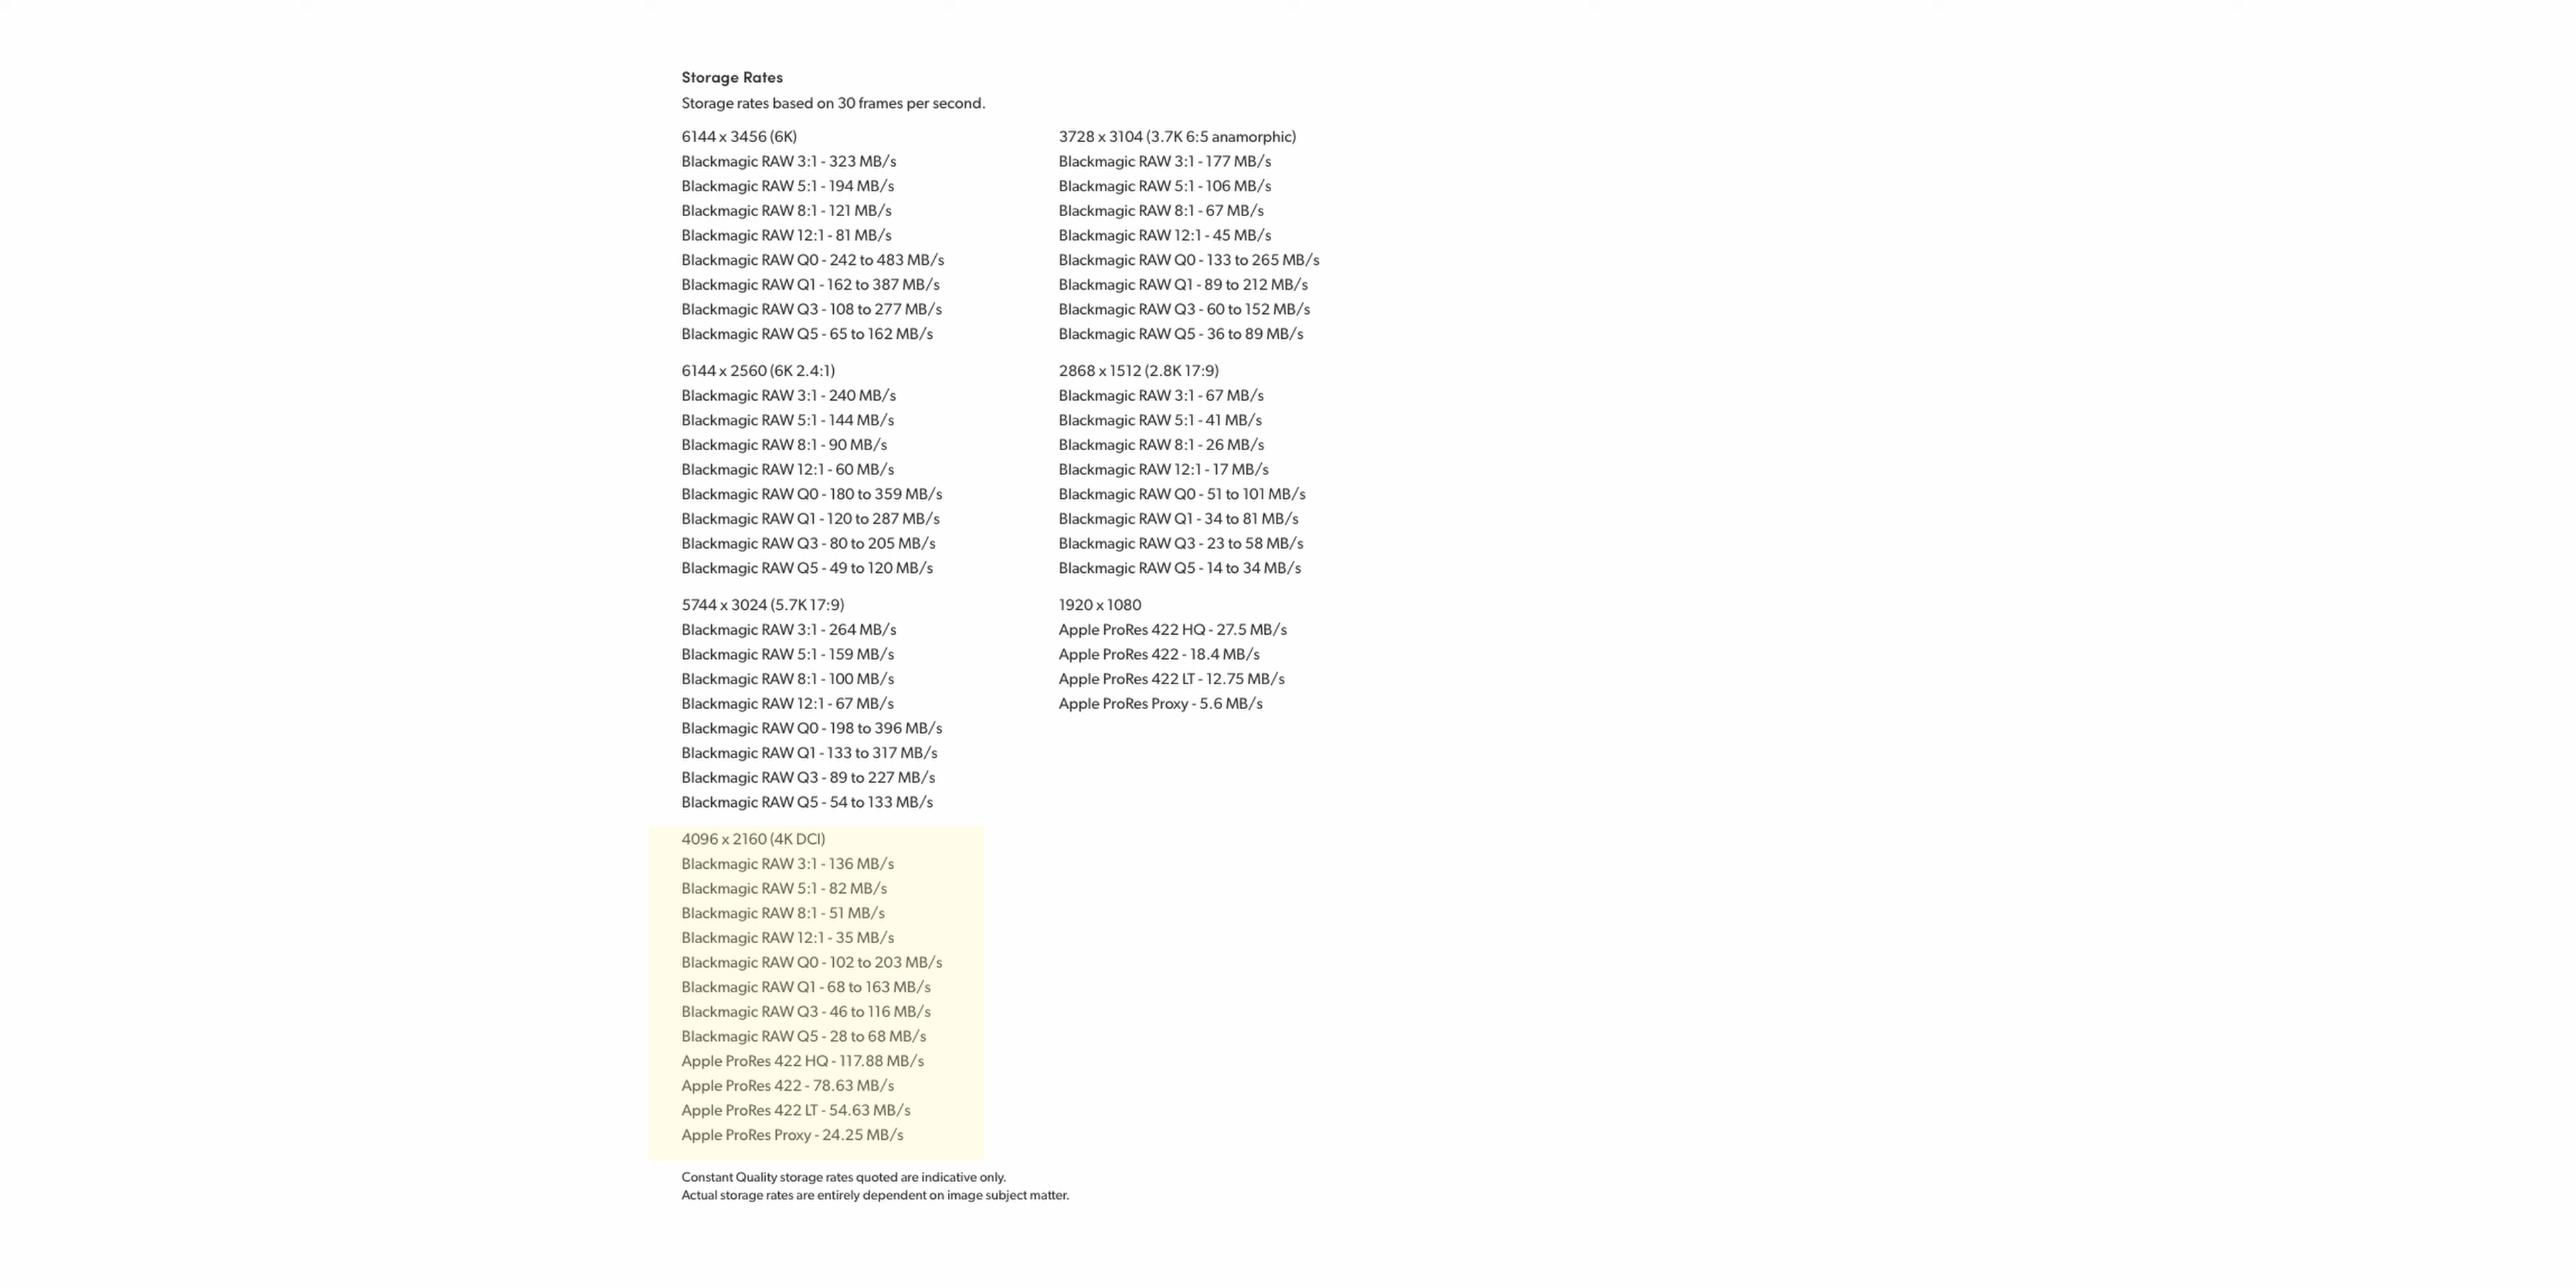 Storage Rates
Storage rates based on 30 frames per second.
6144 x 3456 (6K)
Blackmagic RAW 3:1 - 323 MB/s
Blackmagic RAW 5:1 - 194 MB/s
Blackmagic RAW 8:1 - 121 MB/s
Blackmagic RAW 12:1 - 81 MB/s
Blackmagic RAW Q0 - 242 to 483 MB/s
Blackmagic RAW Q1 - 162 to 387 MB/s
Blackmagic RAW Q3 - 108 to 277 MB/s
Blackmagic RAW Q5 - 65 to 162 MB/s
6144 x 2560 (6K 2.4:1)
Blackmagic RAW 3:1 - 240 MB/s
Blackmagic RAW 5:1 - 144 MB/s
Blackmagic RAW 8:1 - 90 MB/s
Blackmagic RAW 12:1 - 60 MB/s
Blackmagic RAW Q0 - 180 to 359 MB/s
Blackmagic RAW Q1 - 120 to 287 MB/s
Blackmagic RAW Q3 - 80 to 205 MB/s
Blackmagic RAW Q5 - 49 to 120 MB/s
5744 x 3024 (5.7K 17:9)
Blackmagic RAW 3:1 - 264 MB/s
Blackmagic RAW 5:1 - 159 MB/s
Blackmagic RAW 8:1 - 100 MB/s
Blackmagic RAW 12:1 - 67 MB/s
Blackmagic RAW Q0 - 198 to 396 MB/s
Blackmagic RAW Q1 - 133 to 317 MB/s
Blackmagic RAW Q3 - 89 to 227 MB/s
Blackmagic RAW Q5 - 54 to 133 MB/s
4096 x 2160 (4K DCI)
Blackmagic RAW 3:1 - 136 MB/s
Blackmagic RAW 5:1 - 82 MB/s
Blackmagic RAW 8:1 - 51 MB/s
Blackmagic RAW 12:1 - 35 MB/s
Blackmagic RAW Q0 - 102 to 203 MB/s
Blackmagic RAW Q1 - 68 to 163 MB/s
Blackmagic RAW Q3 - 46 to 116 MB/s
Blackmagic RAW Q5 - 28 to 68 MB/s
Apple ProRes 422 HQ - 117.88 MB/s
Apple ProRes 422 - 78.63 MB/s
Apple ProRes 422 LT - 54.63 MB/s
Apple ProRes Proxy - 24.25 MB/s
3728 x 3104 (3.7K 6:5 anamorphic)
Blackmagic RAW 3:1 - 177 MB/s
Blackmagic RAW 5:1 - 106 MB/s
Blackmagic RAW 8:1 - 67 MB/s
Blackmagic RAW 12:1 - 45 MB/s
Blackmagic RAW Q0 - 133 to 265 MB/s
Blackmagic RAW Q1 - 89 to 212 MB/s
Blackmagic RAW Q3 - 60 to 152 MB/s
Blackmagic RAW Q5 - 36 to 89 MB/s
2868 x 1512 (2.8K 17:9)
Blackmagic RAW 3:1 - 67 MB/s
Blackmagic RAW 5:1 - 41 MB/s
Blackmagic RAW 8:1 - 26 MB/s
Blackmagic RAW 12:1 - 17 MB/s
Blackmagic RAW Q0 - 51 to 101 MB/s
Blackmagic RAW Q1 - 34 to 81 MB/s
Blackmagic RAW Q3 - 23 to 58 MB/s
Blackmagic RAW Q5 - 14 to 34 MB/s
1920 x 1080
Apple ProRes 422 HQ - 27.5 MB/s
Apple ProRes 422 - 18.4 MB/s
Apple ProRes 422 LT - 12.75 MB/s
Apple ProRes Proxy - 5.6 MB/s
Constant Quality storage rates quoted are indicative only.
Actual storage rates are entirely dependent on image subject matter.